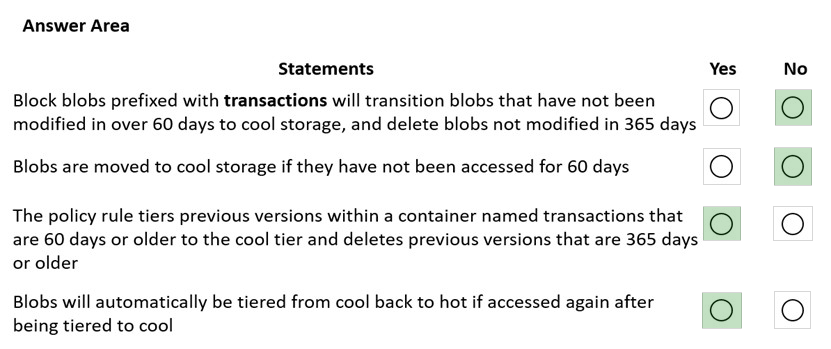 Answer Area
Statements Yes No
Block blobs prefixed with transactions will transition blobs that have not been
modified in over 60 days to cool storage, and delete blobs not modified in 365 days
Blobs are moved to cool storage if they have not been accessed for 60 days
The policy rule tiers previous versions within a container named transactions that
are 60 days or older to the cool tier and deletes previous versions that are 365 days
or older
Blobs will automatically be tiered from cool back to hot if accessed again after
being tiered to cool